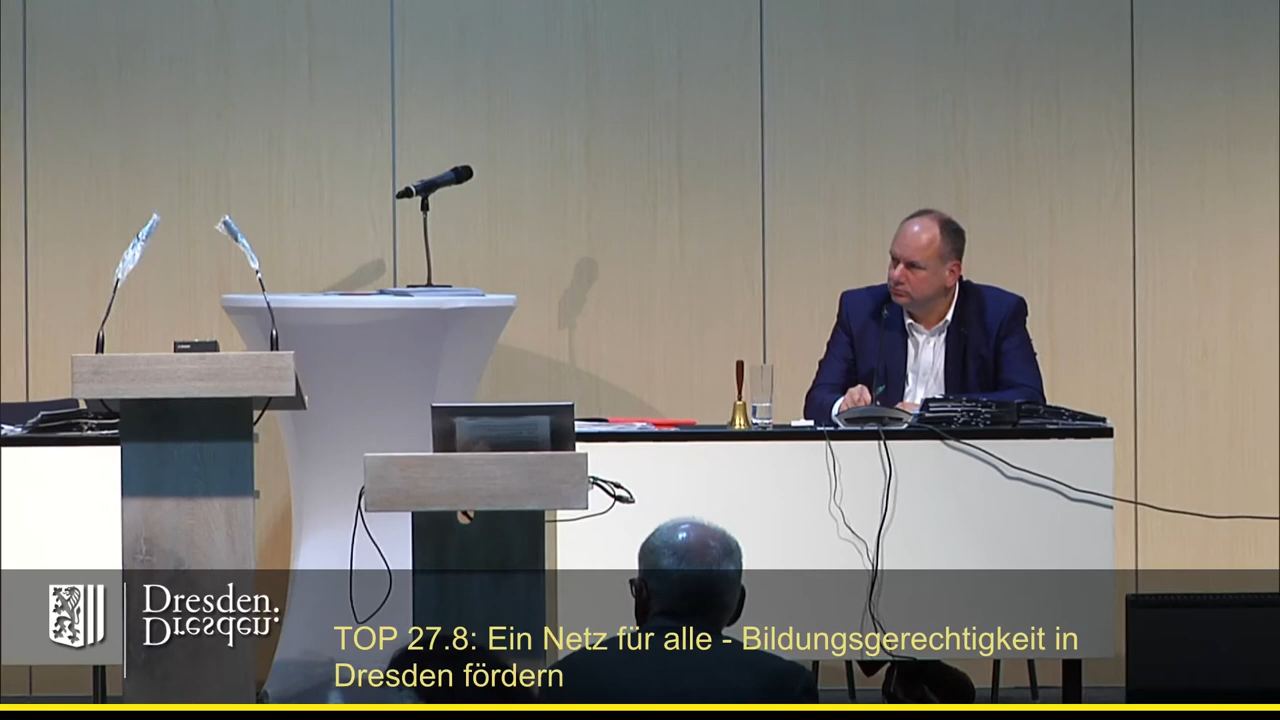 Dresden.
Dresden.
TOP 27.8: Ein Netz für alle - Bildungsgerechtigkeit in
Dresden fördern